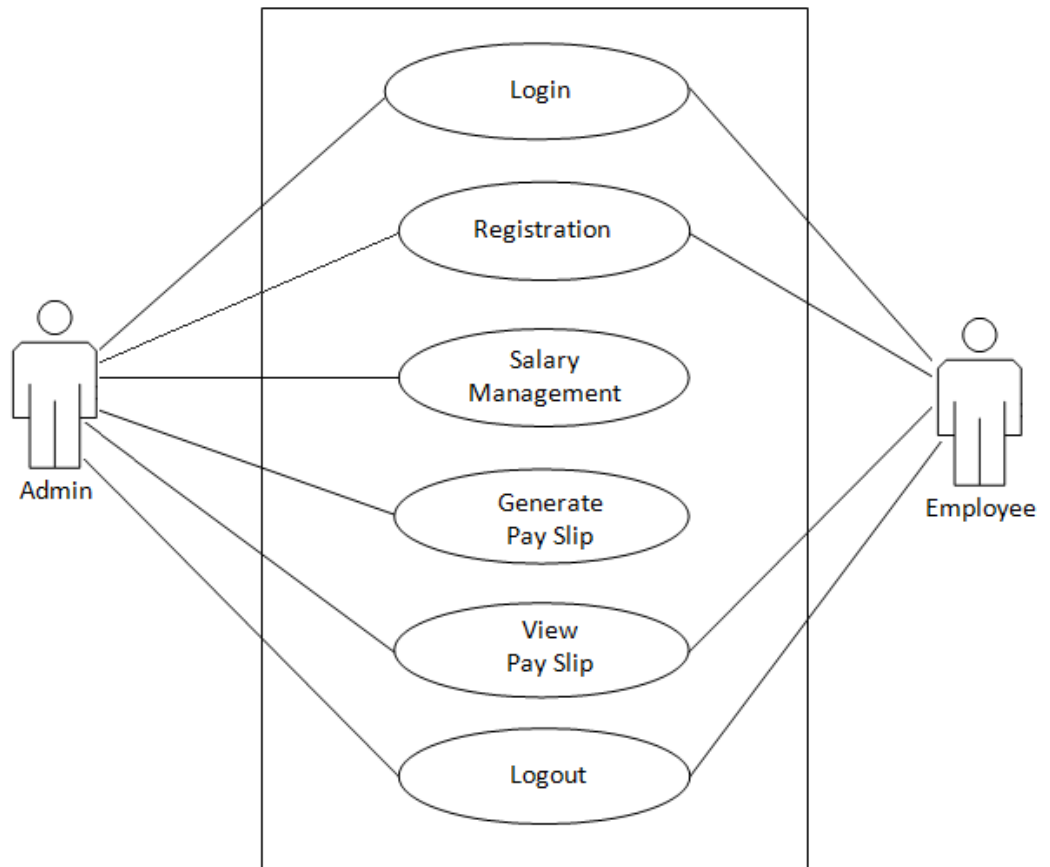 Login
Registration
Salary
Management
Admin
Generate
Pay Slip
Employee
View
Pay Slip
Logout